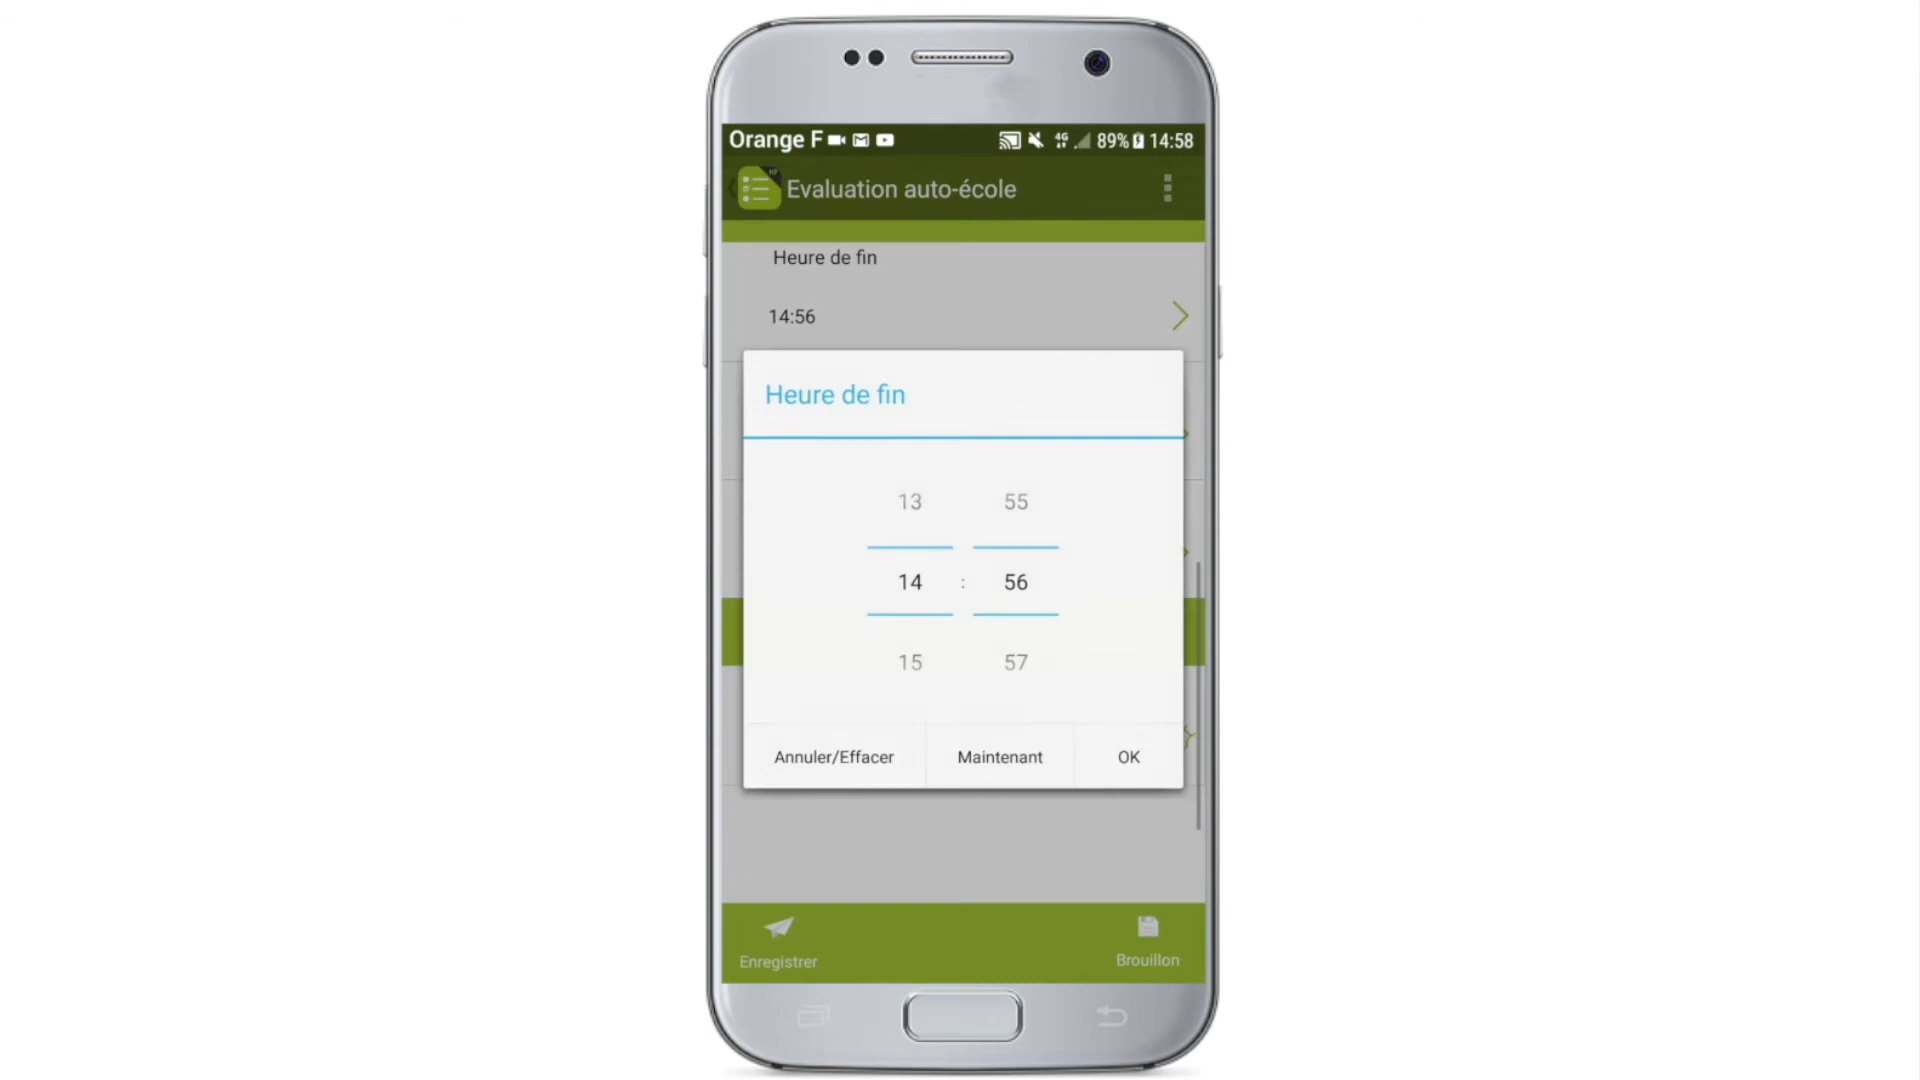 Orange F 4G 89% 14:58
Evaluation auto-école
Heure de fin
14:56
Heure de fin
13 55
14 : 56
15 57
Annuler/Effacer Maintenant OK
Enregistrer Brouillon